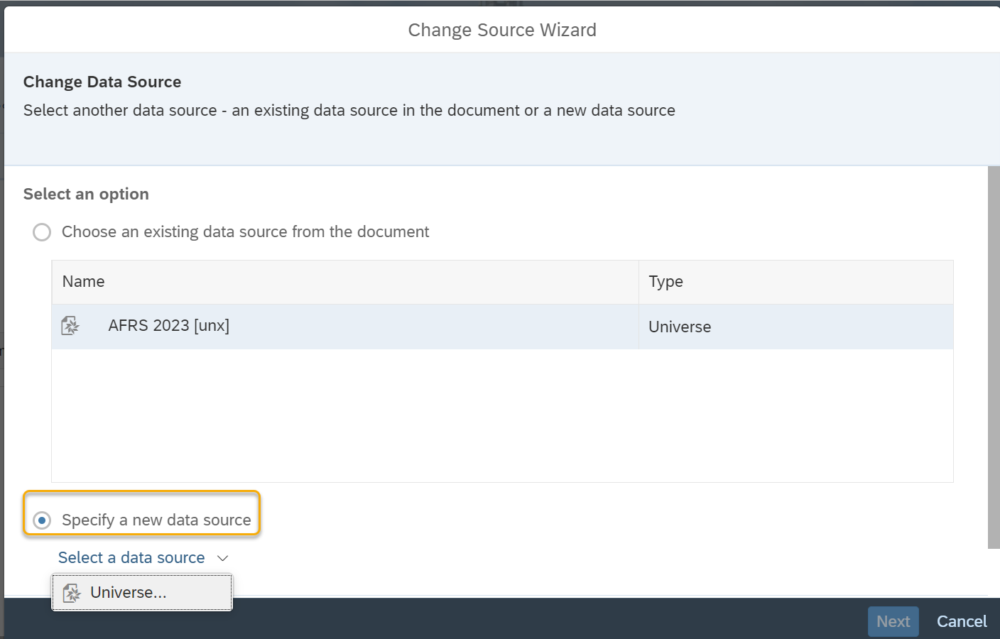 Change Source Wizard
Change Data Source
Select another data source - an existing data source in the document or a new data source
Select an option
Choose an existing data source from the document
Name Type
AFRS 2023 [unx] Universe
Specify a new data source
Select a data source
Universe...
Next Cancel